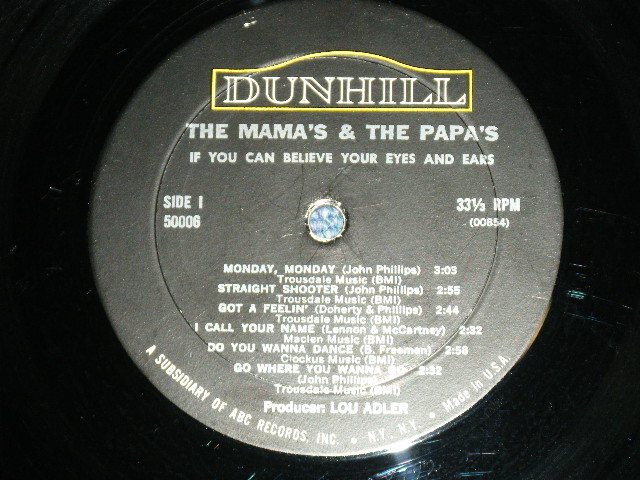 DUNHILL
THE MAMA'S & THE PAPA'S
IF YOU CAN BELIEVE YOUR EYES AND EARS
SIDE I
50006
33⅓ RPM
(00854)
MONDAY, MONDAY (John Phillips) 3:03
Trousdale Music (BMI)
STRAIGHT SHOOTER (John Phillips) 2:55
Trousdale Music (BMI)
GOT A FEELIN' (Doherty & Phillips) 2:44
Trousdale Music (BMI)
I CALL YOUR NAME (Lennon & McCartney) 2:32
Maclen Music (BMI)
DO YOU WANNA DANCE (B. Freemen) 2:58
Clockus Music (BMI)
GO WHERE YOU WANNA GO 2:32
(John Phillips)
Trousdale Music (BMI)
Producer: LOU ADLER
A SUBSIDIARY OF ABC RECORDS, INC. • N.Y., N.Y. • Made in U.S.A.